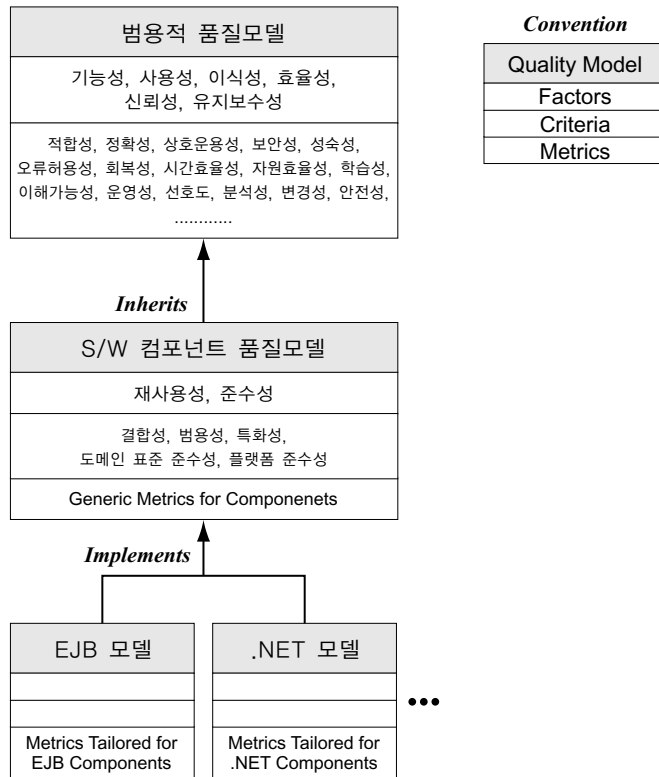 범용적 품질모델
기능성, 사용성, 이식성, 효율성,
신뢰성, 유지보수성
적합성, 정확성, 상호운용성, 보안성, 성숙성,
오류허용성, 회복성, 시간효율성, 자원효율성, 학습성,
이해가능성, 운영성, 선호도, 분석성, 변경성, 안전성,
............
Convention
Quality Model
Factors
Criteria
Metrics
Inherits
S/W 컴포넌트 품질모델
재사용성, 준수성
결합성, 범용성, 특화성,
도메인 표준 준수성, 플랫폼 준수성
Generic Metrics for Componenets
Implements
EJB 모델
Metrics Tailored for
EJB Components
.NET 모델
Metrics Tailored for
.NET Components
•••